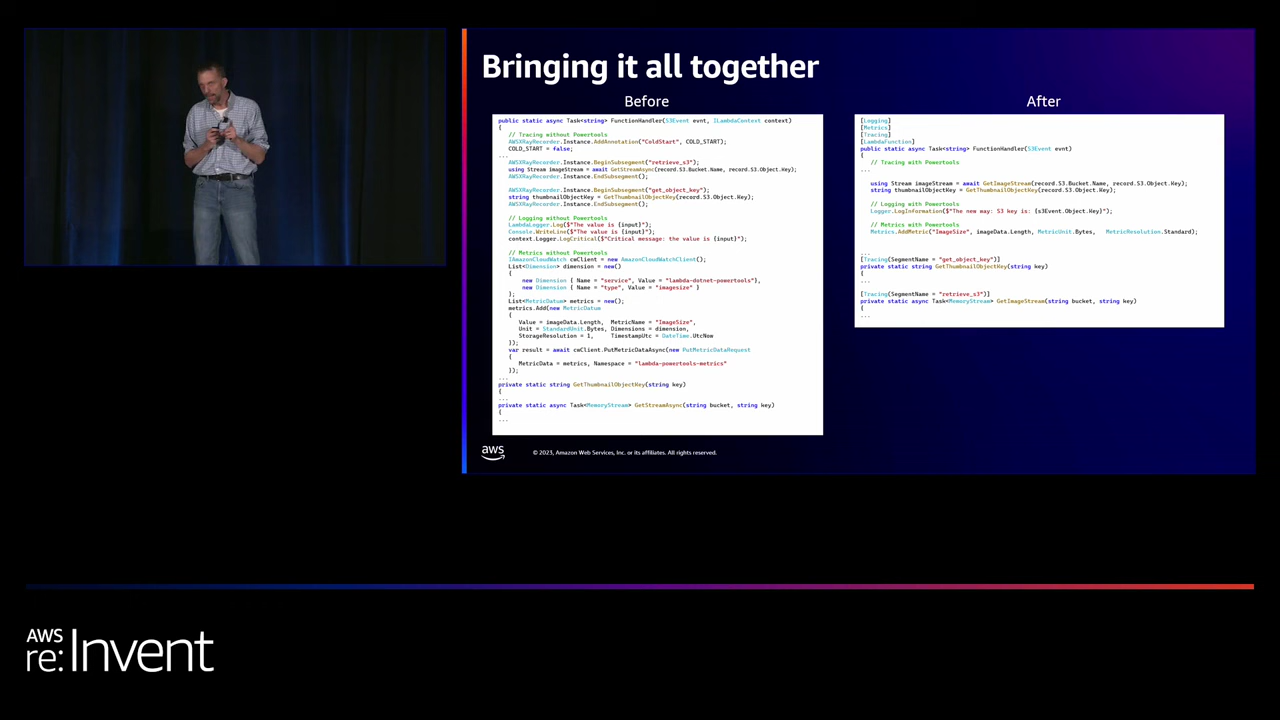 Bringing it all together
Before
public static async Task<string> FunctionHandler(S3Event evnt, ILambdaContext context)
{
// Tracing without Powertools
AWSXRayRecorder.Instance.AddAnnotation("ColdStart", COLD_START);
COLD_START = false;
...
AWSXRayRecorder.Instance.BeginSubsegment("retrieve_s3");
using Stream imageStream = await GetStreamAsync(record.S3.Bucket.Name, record.S3.Object.Key);
AWSXRayRecorder.Instance.EndSubsegment();
AWSXRayRecorder.Instance.BeginSubsegment("get_object_key");
string thumbnailObjectKey = GetThumbnailObjectKey(record.S3.Object.Key);
AWSXRayRecorder.Instance.EndSubsegment();
// Logging without Powertools
LambdaLogger.Log($"The value is {input}");
Console.WriteLine($"The value is {input}");
context.Logger.LogCritical($"Critical message: the value is {input}");
// Metrics without Powertools
IAmazonCloudWatch cwClient = new AmazonCloudWatchClient();
List<Dimension> dimension = new()
{
new Dimension { Name = "service", Value = "lambda-dotnet-powertools"},
new Dimension { Name = "type", Value = "imagesize" }
};
List<MetricDatum> metrics = new();
metrics.Add(new MetricDatum
{
Value = imageData.Length, MetricName = "ImageSize",
Unit = StandardUnit.Bytes, Dimensions = dimension,
StorageResolution = 1, TimestampUtc = DateTime.UtcNow
});
var result = await cwClient.PutMetricDataAsync(new PutMetricDataRequest
{
MetricData = metrics, Namespace = "lambda-powertools-metrics"
});
...
private static string GetThumbnailObjectKey(string key)
{
...
private static async Task<MemoryStream> GetStreamAsync(string bucket, string key)
{
...
After
[Logging]
[Metrics]
[Tracing]
[LambdaFunction]
public static async Task<string> FunctionHandler(S3Event evnt)
{
// Tracing with Powertools
...
using Stream imageStream = await GetImageStream(record.S3.Bucket.Name, record.S3.Object.Key);
string thumbnailObjectKey = GetThumbnailObjectKey(record.S3.Object.Key);
// Logging with Powertools
Logger.LogInformation($"The new way: S3 key is: {s3Event.Object.Key}");
// Metrics with Powertools
Metrics.AddMetric("ImageSize", imageData.Length, MetricUnit.Bytes, MetricResolution.Standard);
...
[Tracing(SegmentName = "get_object_key")]
private static string GetThumbnailObjectKey(string key)
{
...
[Tracing(SegmentName = "retrieve_s3")]
private static async Task<MemoryStream> GetImageStream(string bucket, string key)
{
...
aws
© 2023, Amazon Web Services, Inc. or its affiliates. All rights reserved.
AWS
re:Invent